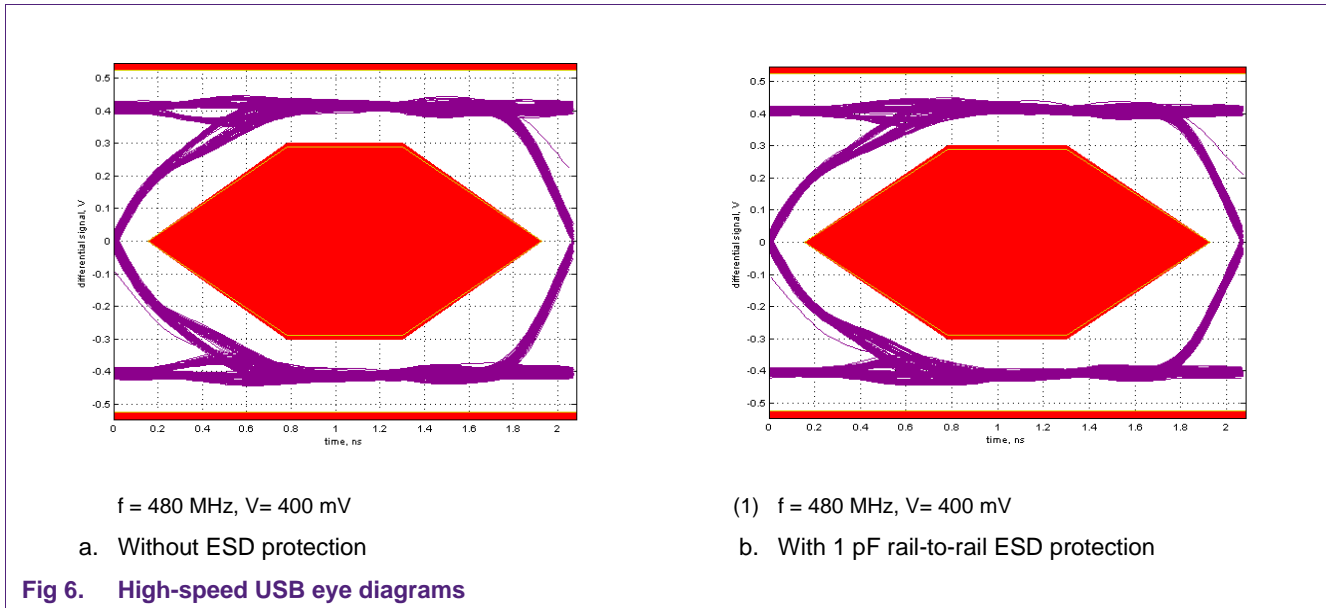 0.5
0.4
0.3
0.2
0.1
0
-0.1
-0.2
-0.3
-0.4
-0.5
differential signal, V
0 0.2 0.4 0.6 0.8 1 1.2 1.4 1.6 1.8 2
time, ns
f = 480 MHz, V= 400 mV
a. Without ESD protection
0.5
0.4
0.3
0.2
0.1
0
-0.1
-0.2
-0.3
-0.4
-0.5
differential signal, V
0 0.2 0.4 0.6 0.8 1 1.2 1.4 1.6 1.8 2
time, ns
(1) f = 480 MHz, V= 400 mV
b. With 1 pF rail-to-rail ESD protection
Fig 6. High-speed USB eye diagrams